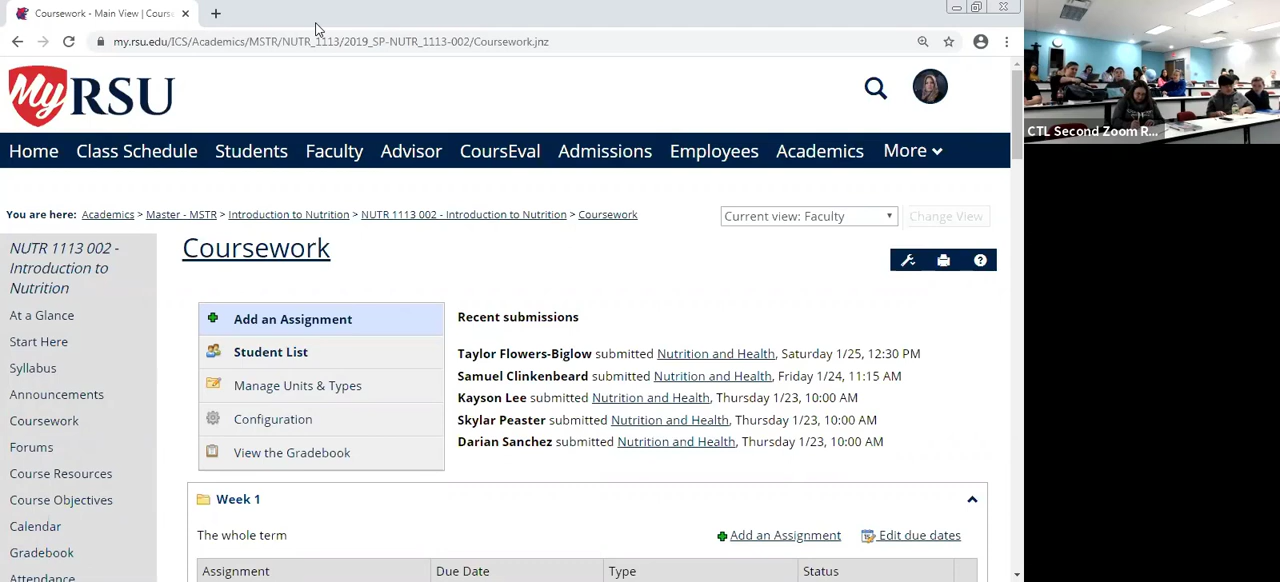 Coursework - Main View | Cours
my.rsu.edu/ICS/Academics/MSTR/NUTR_1113/2019_SP-NUTR_1113-002/Coursework.jnz
My RSU
CTL Second Zoom R...
Home Class Schedule Students Faculty Advisor CoursEval Admissions Employees Academics More
You are here: Academics > Master - MSTR > Introduction to Nutrition > NUTR 1113 002 - Introduction to Nutrition > Coursework
Current view: Faculty
Change View
NUTR 1113 002 -
Introduction to
Nutrition
At a Glance
Start Here
Syllabus
Announcements
Coursework
Forums
Course Resources
Course Objectives
Calendar
Gradebook
Attendance
Coursework
Add an Assignment
Student List
Manage Units & Types
Configuration
View the Gradebook
Recent submissions
Taylor Flowers-Biglow submitted Nutrition and Health, Saturday 1/25, 12:30 PM
Samuel Clinkenbeard submitted Nutrition and Health, Friday 1/24, 11:15 AM
Kayson Lee submitted Nutrition and Health, Thursday 1/23, 10:00 AM
Skylar Peaster submitted Nutrition and Health, Thursday 1/23, 10:00 AM
Darian Sanchez submitted Nutrition and Health, Thursday 1/23, 10:00 AM
Week 1
The whole term
Add an Assignment
Edit due dates
Assignment Due Date Type Status